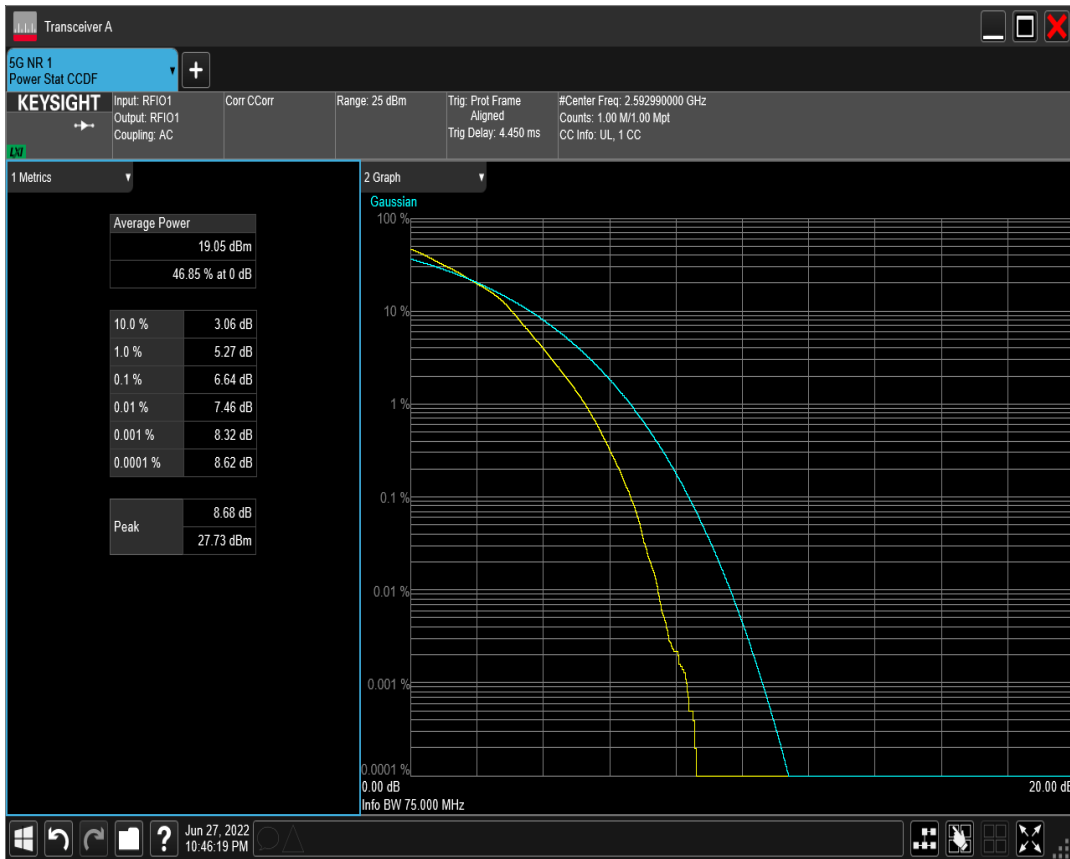 Transceiver A
5G NR 1
Power Stat CCDF
+
KEYSIGHT
LXI
Input: RFIO1
Output: RFIO1
Coupling: AC
Corr CCorr
Range: 25 dBm
Trig: Prot Frame
Aligned
Trig Delay: 4.450 ms
#Center Freq: 2.592990000 GHz
Counts: 1.00 M/1.00 Mpt
CC Info: UL, 1 CC
1 Metrics
Average Power
19.05 dBm
46.85 % at 0 dB
10.0 % 3.06 dB
1.0 % 5.27 dB
0.1 % 6.64 dB
0.01 % 7.46 dB
0.001 % 8.32 dB
0.0001 % 8.62 dB
Peak 8.68 dB
27.73 dBm
2 Graph
Gaussian
100 %
10 %
1 %
0.1 %
0.01 %
0.001 %
0.0001 %
0.00 dB 20.00 dB
Info BW 75.000 MHz
?
Jun 27, 2022
10:46:19 PM